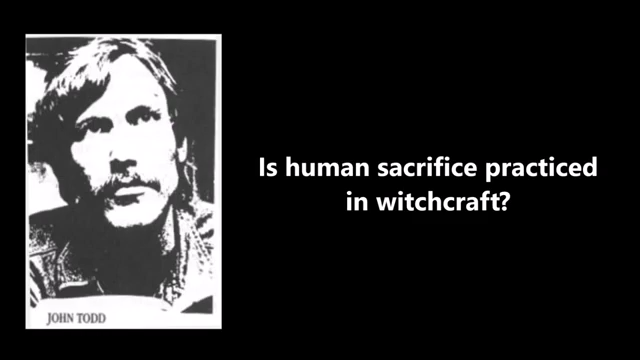 Is human sacrifice practiced
in witchcraft?
JOHN TODD